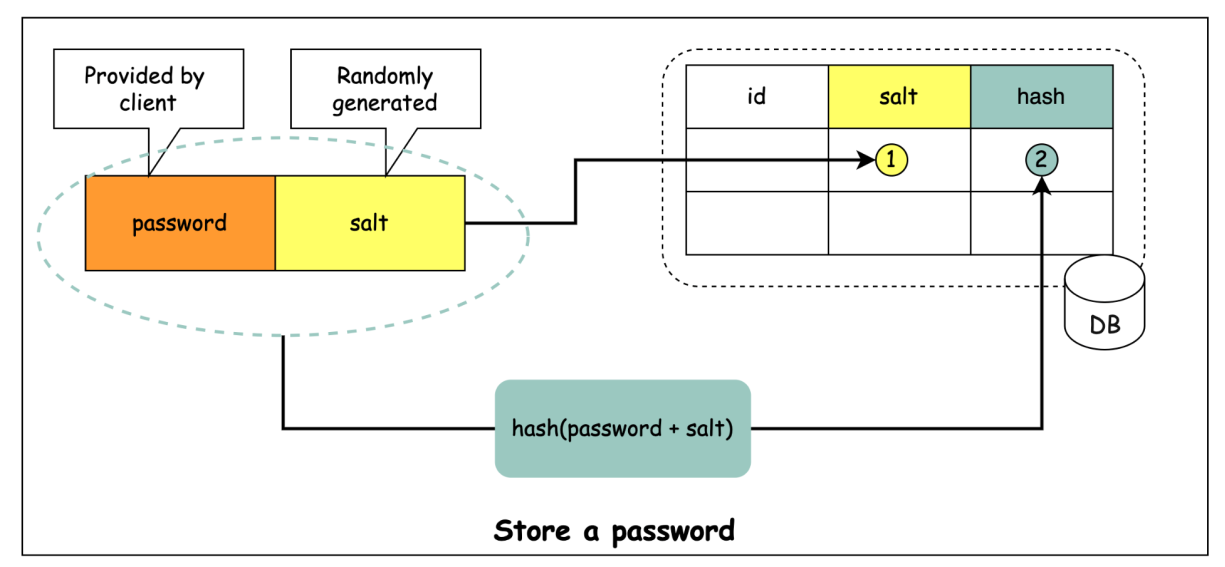 Provided by
client
Randomly
generated
password
salt
id
salt
hash
1
2
DB
hash(password + salt)
Store a password